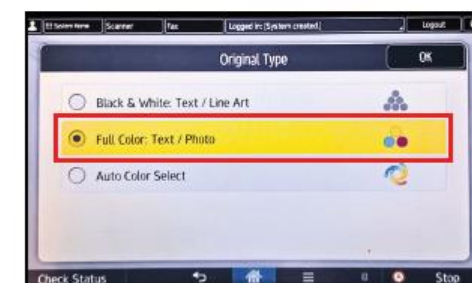 Scanner Fax Logged in: [System created] Logout
Original Type OK
Black & White: Text / Line Art
Full Color: Text / Photo
Auto Color Select
Check Status Stop